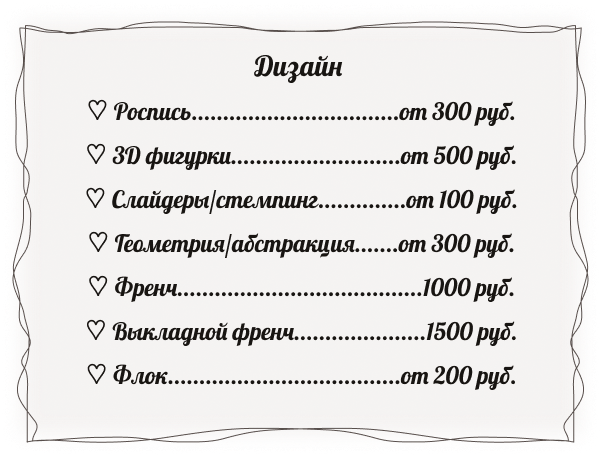 Дизайн
♡ Роспись.................................от 300 руб.
♡ 3D фигурки...........................от 500 руб.
♡ Слайдеры/стемпинг..............от 100 руб.
♡ Геометрия/абстракция.......от 300 руб.
♡ Френч.......................................1000 руб.
♡ Выкладной френч.....................1500 руб.
♡ Флок.....................................от 200 руб.